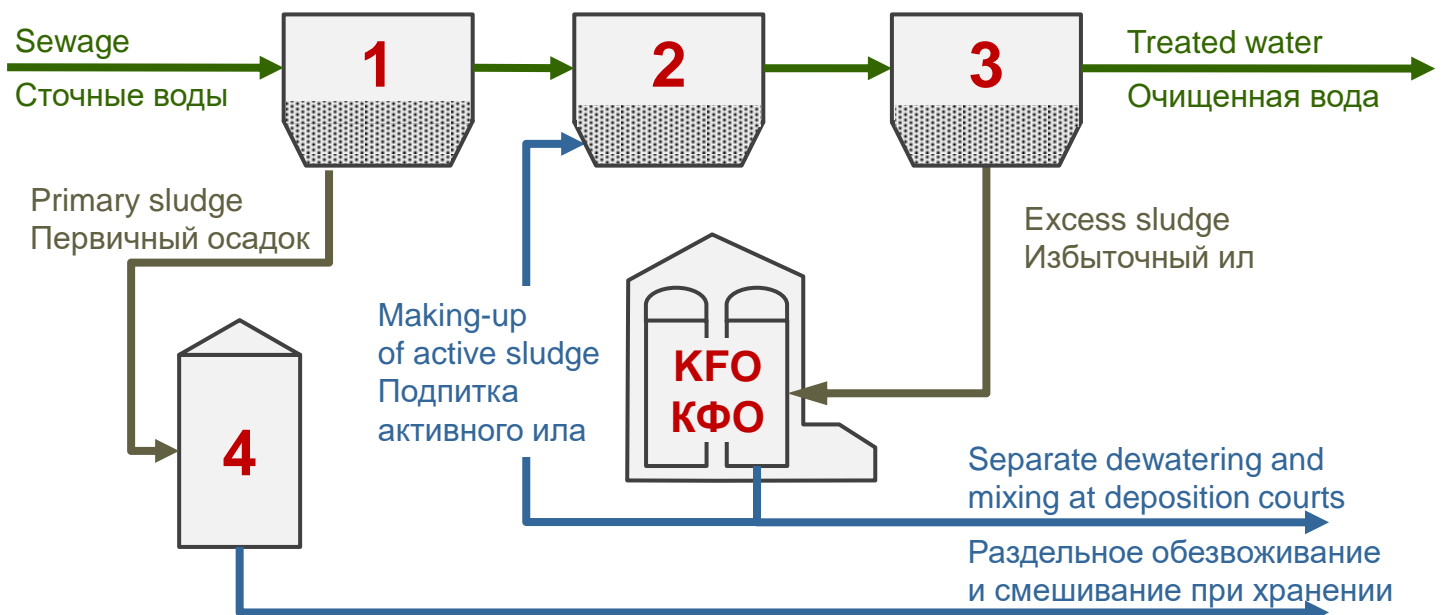 Sewage
Сточные воды
1
2
3
Treated water
Очищенная вода
Primary sludge
Первичный осадок
Excess sludge
Избыточный ил
Making-up
of active sludge
Подпитка
активного ила
KFO
КФО
4
Separate dewatering and
mixing at deposition courts
Раздельное обезвоживание
и смешивание при хранении